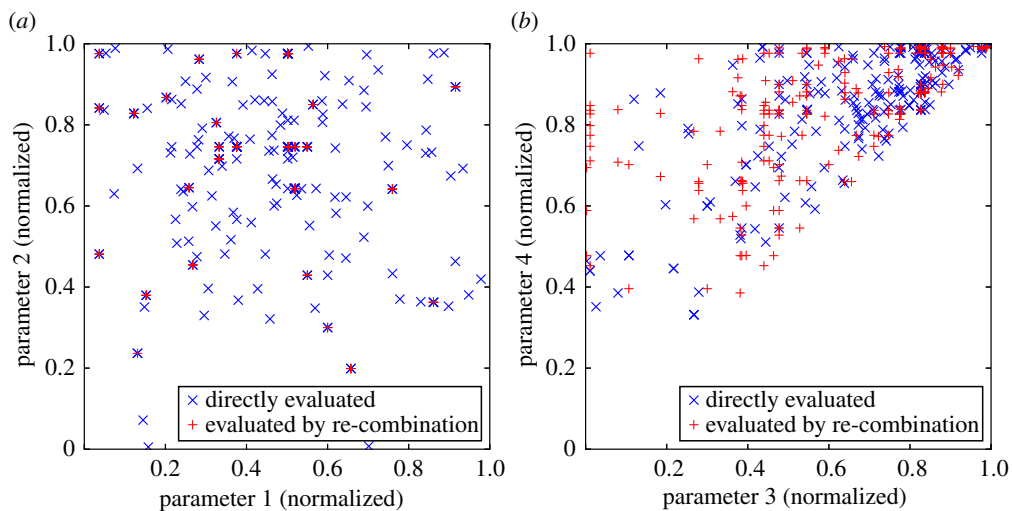 (a)
1.0
0.8
0.6
0.4
0.2
0
0.2
0.4
0.6
0.8
1.0
parameter 2 (normalized)
parameter 1 (normalized)
directly evaluated
evaluated by re-combination
(b)
1.0
0.8
0.6
0.4
0.2
0
0.2
0.4
0.6
0.8
1.0
parameter 4 (normalized)
parameter 3 (normalized)
directly evaluated
evaluated by re-combination